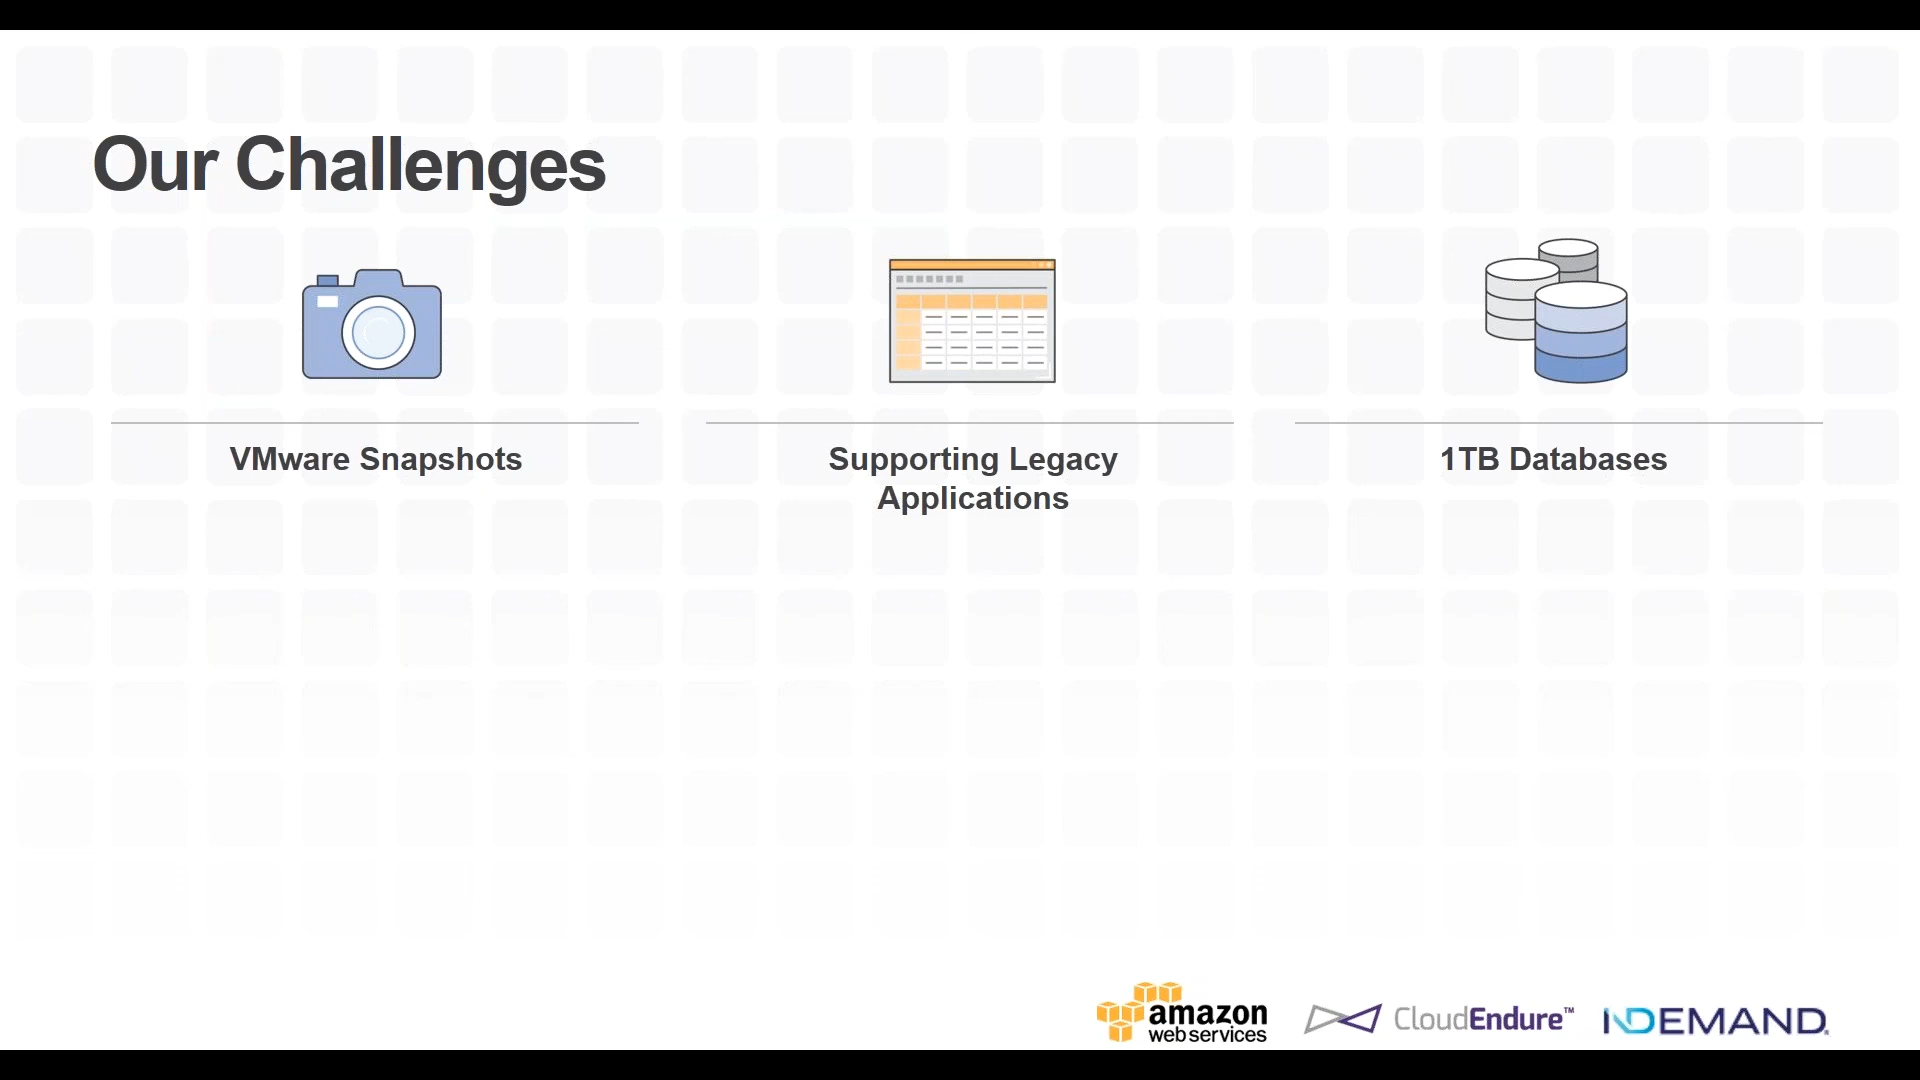 Our Challenges
VMware Snapshots
Supporting Legacy
Applications
1TB Databases
amazon
web services
CloudEndure™
INDEMAND®